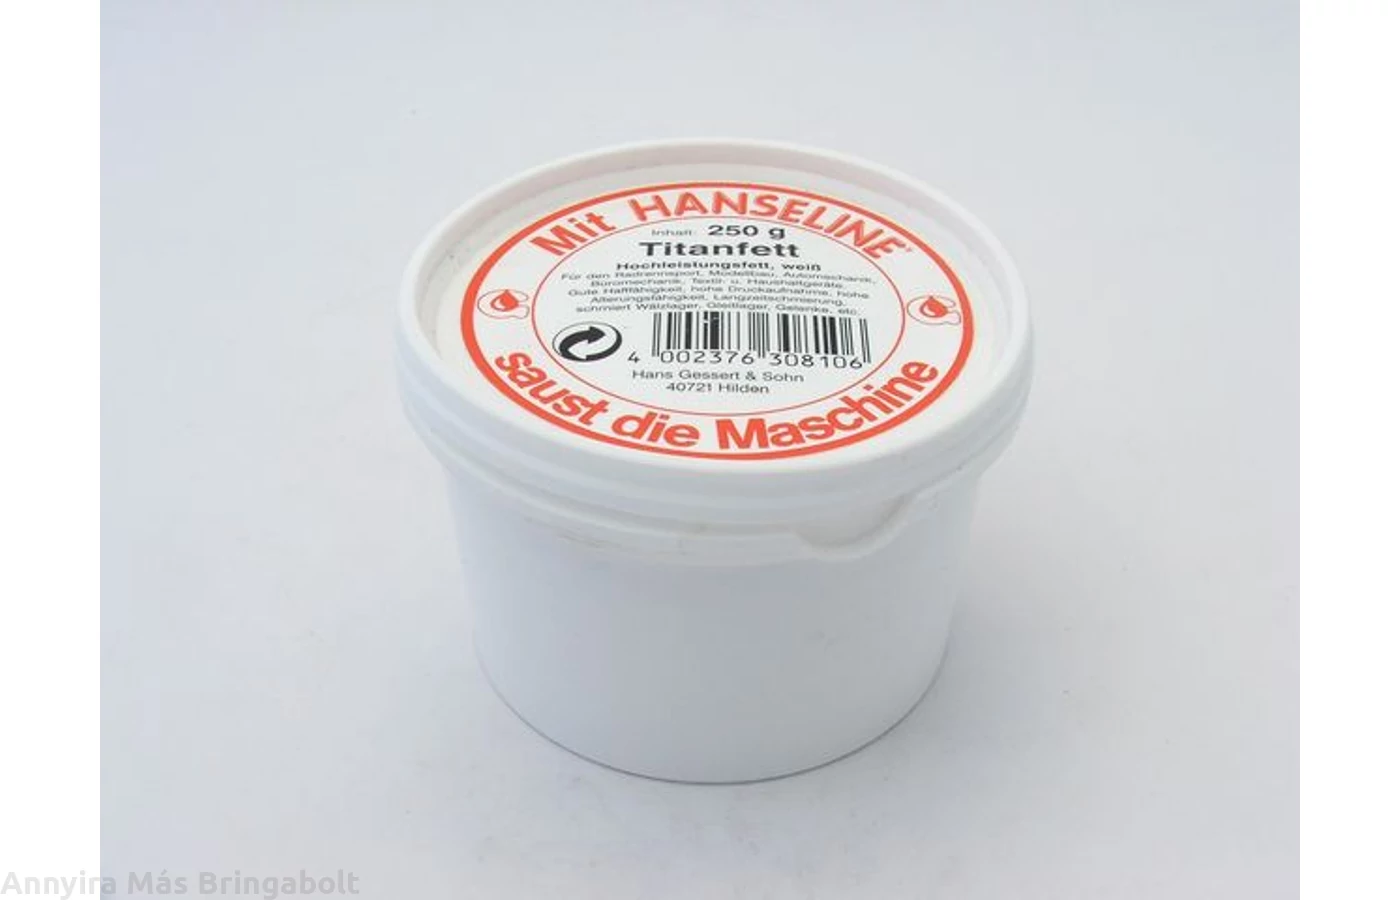 Mit HANSELINE
Inhalt: 250 g
Titanfett
Hochleistungsfett, weiß
Für den Radrennsport, Modellbau, Automechanik,
Büromechanik, Textil- u. Haushaltgeräte.
Gute Haftfähigkeit, hohe Druckaufnahme, hohe
Alterungsfähigkeit, Langzeitschmierung,
schmiert Wälzlager, Gleitlager, Gelenke, etc.
4 002376 308106
Hans Gessert & Sohn
40721 Hilden
saust die Maschine
Annyira Más Bringabolt